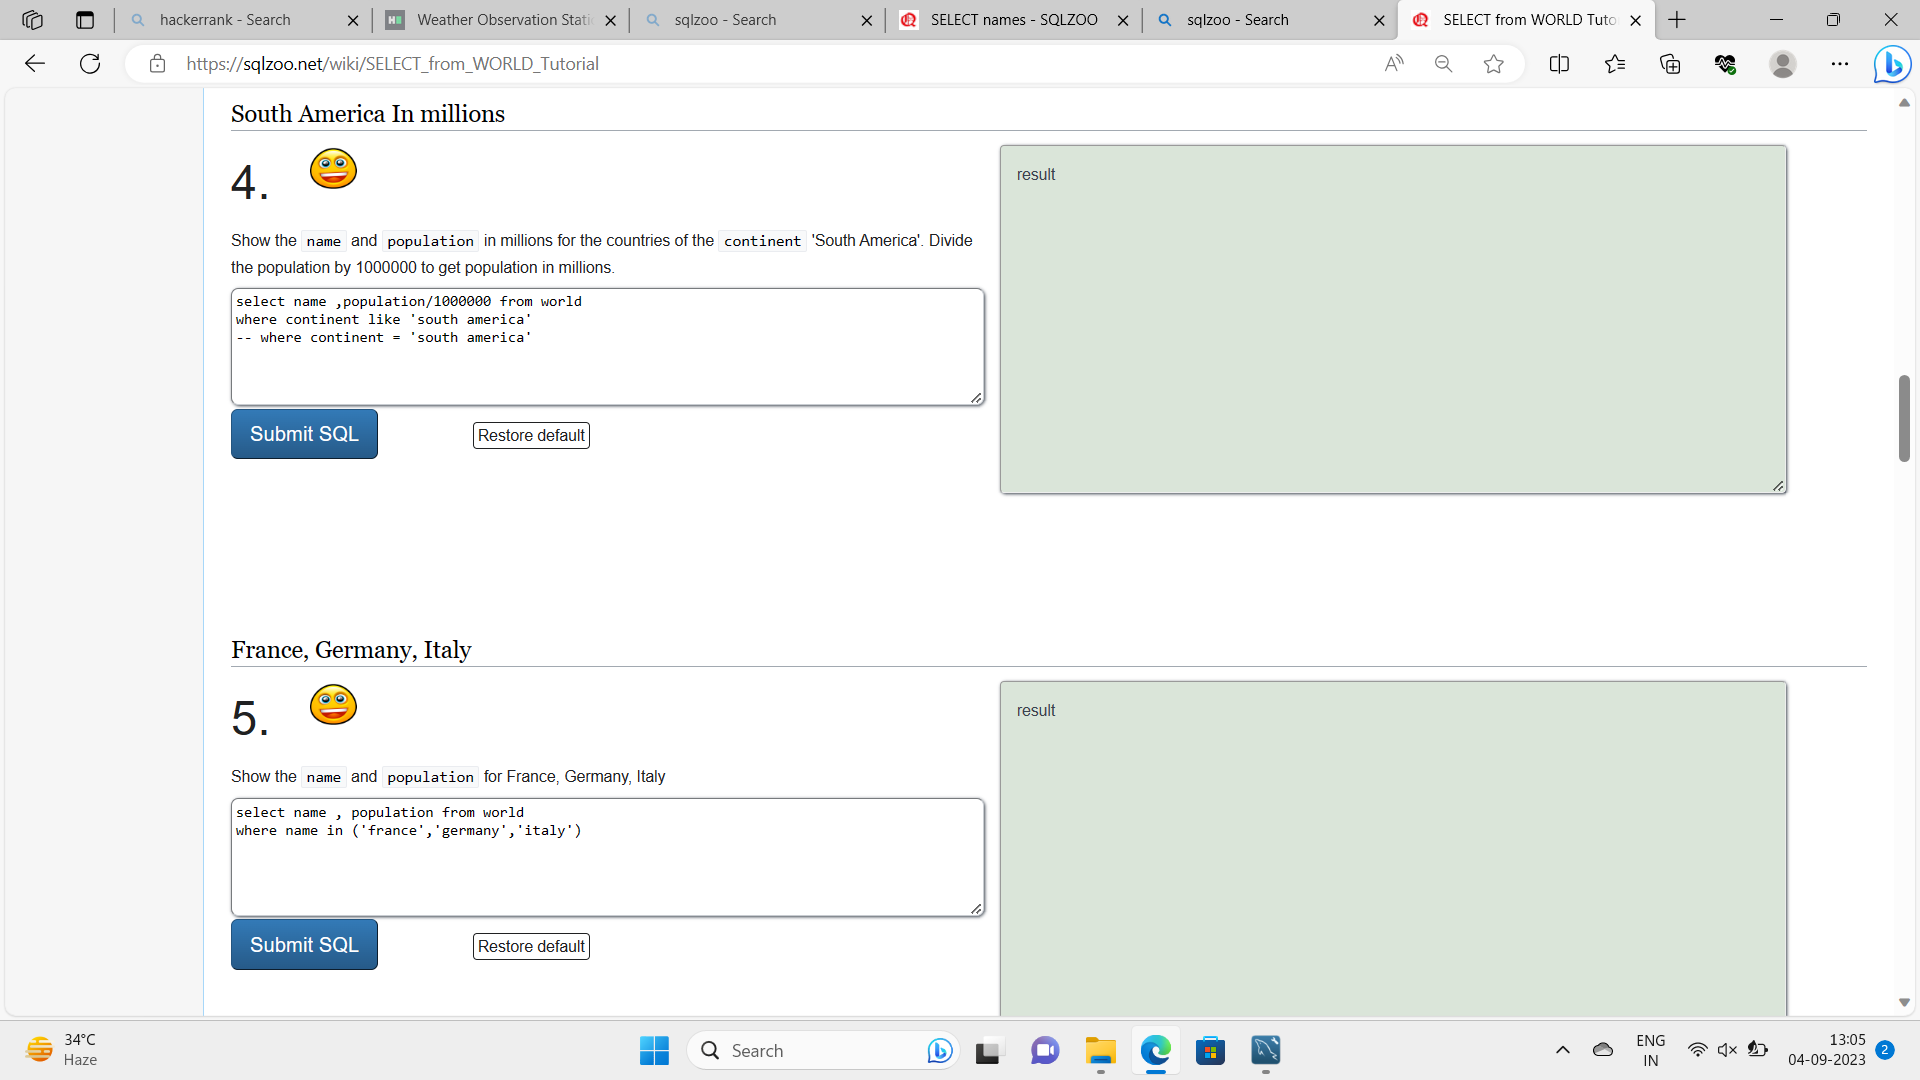 hackerrank - Search
Weather Observation Stati
sqlzoo - Search
SELECT names - SQLZOO
sqlzoo - Search
SELECT from WORLD Tuto
https://sqlzoo.net/wiki/SELECT_from_WORLD_Tutorial
South America In millions
4.
Show the name and population in millions for the countries of the continent 'South America'. Divide
the population by 1000000 to get population in millions.
select name ,population/1000000 from world
where continent like 'south america'
-- where continent = 'south america'
Submit SQL
Restore default
result
France, Germany, Italy
5.
Show the name and population for France, Germany, Italy
select name , population from world
where name in ('france','germany','italy')
Submit SQL
Restore default
result
34°C
Haze
Search
ENG
IN
13:05
04-09-2023
2